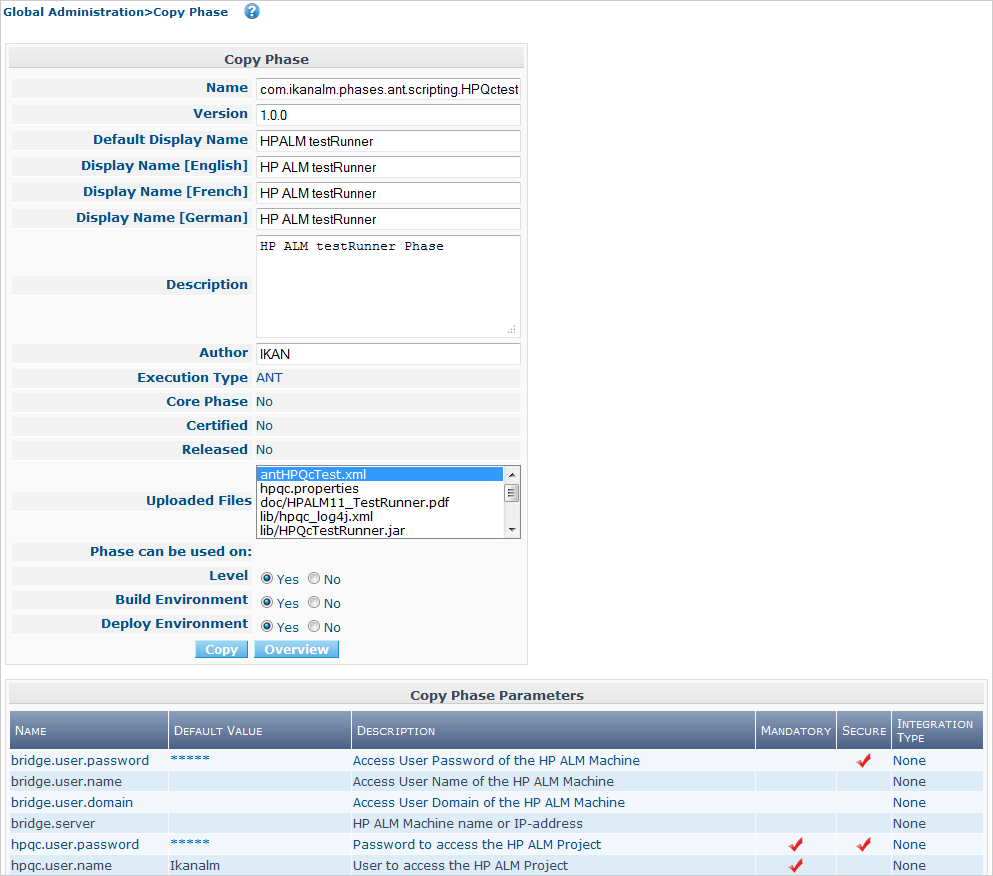 Global Administration>Copy Phase ?
Copy Phase
Name com.ikanalm.phases.ant.scripting.HPQctest
Version 1.0.0
Default Display Name HPALM testRunner
Display Name [English] HP ALM testRunner
Display Name [French] HP ALM testRunner
Display Name [German] HP ALM testRunner
HP ALM testRunner Phase
Description
Author IKAN
Execution Type ANT
Core Phase No
Certified No
Released No
antHPQcTest.xml
hpqc.properties
Uploaded Files doc/HPALM11_TestRunner.pdf
lib/hpqc_log4j.xml
lib/HPQcTestRunner.jar
Phase can be used on:
Level Yes No
Build Environment Yes No
Deploy Environment Yes No
Copy Overview
Copy Phase Parameters
Name Default Value Description Mandatory Secure Integration Type
bridge.user.password ***** Access User Password of the HP ALM Machine None
bridge.user.name Access User Name of the HP ALM Machine None
bridge.user.domain Access User Domain of the HP ALM Machine None
bridge.server HP ALM Machine name or IP-address None
hpqc.user.password ***** Password to access the HP ALM Project None
hpqc.user.name Ikanalm User to access the HP ALM Project None